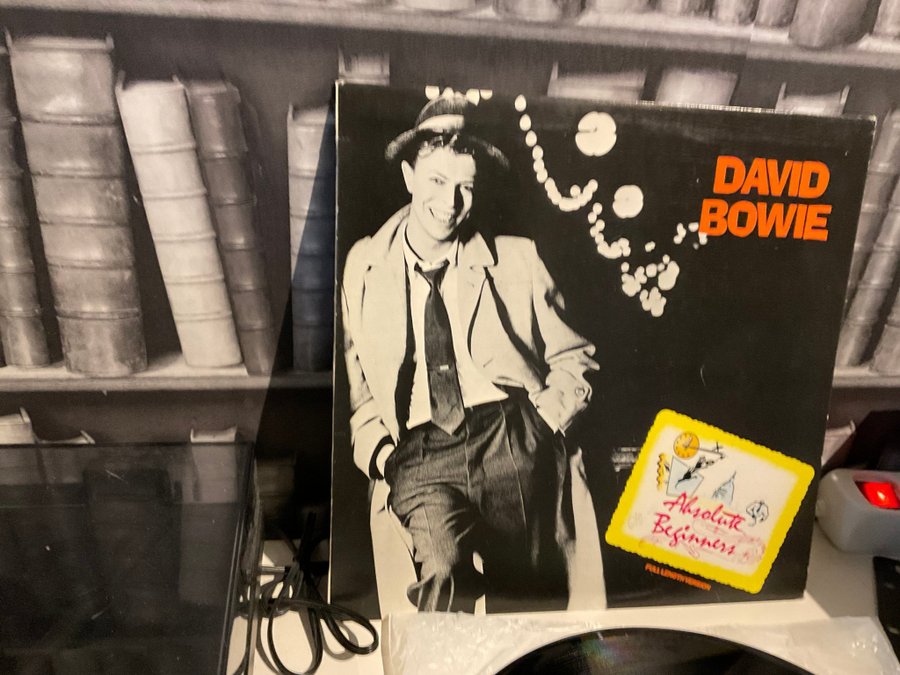 DAVID
BOWIE
Absolute
Beginners
FULL LENGTH VERSION